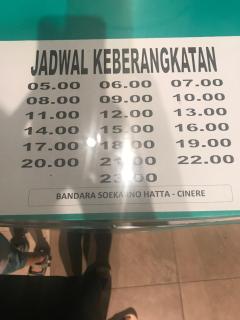 JADWAL KEBERANGKATAN
05.00 06.00 07.00
08.00 09.00 10.00
11.00 12.00 13.00
14.00 15.00 16.00
17.00 18.00 19.00
20.00 21.00 22.00
23.00
BANDARA SOEKARNO HATTA - CINERE